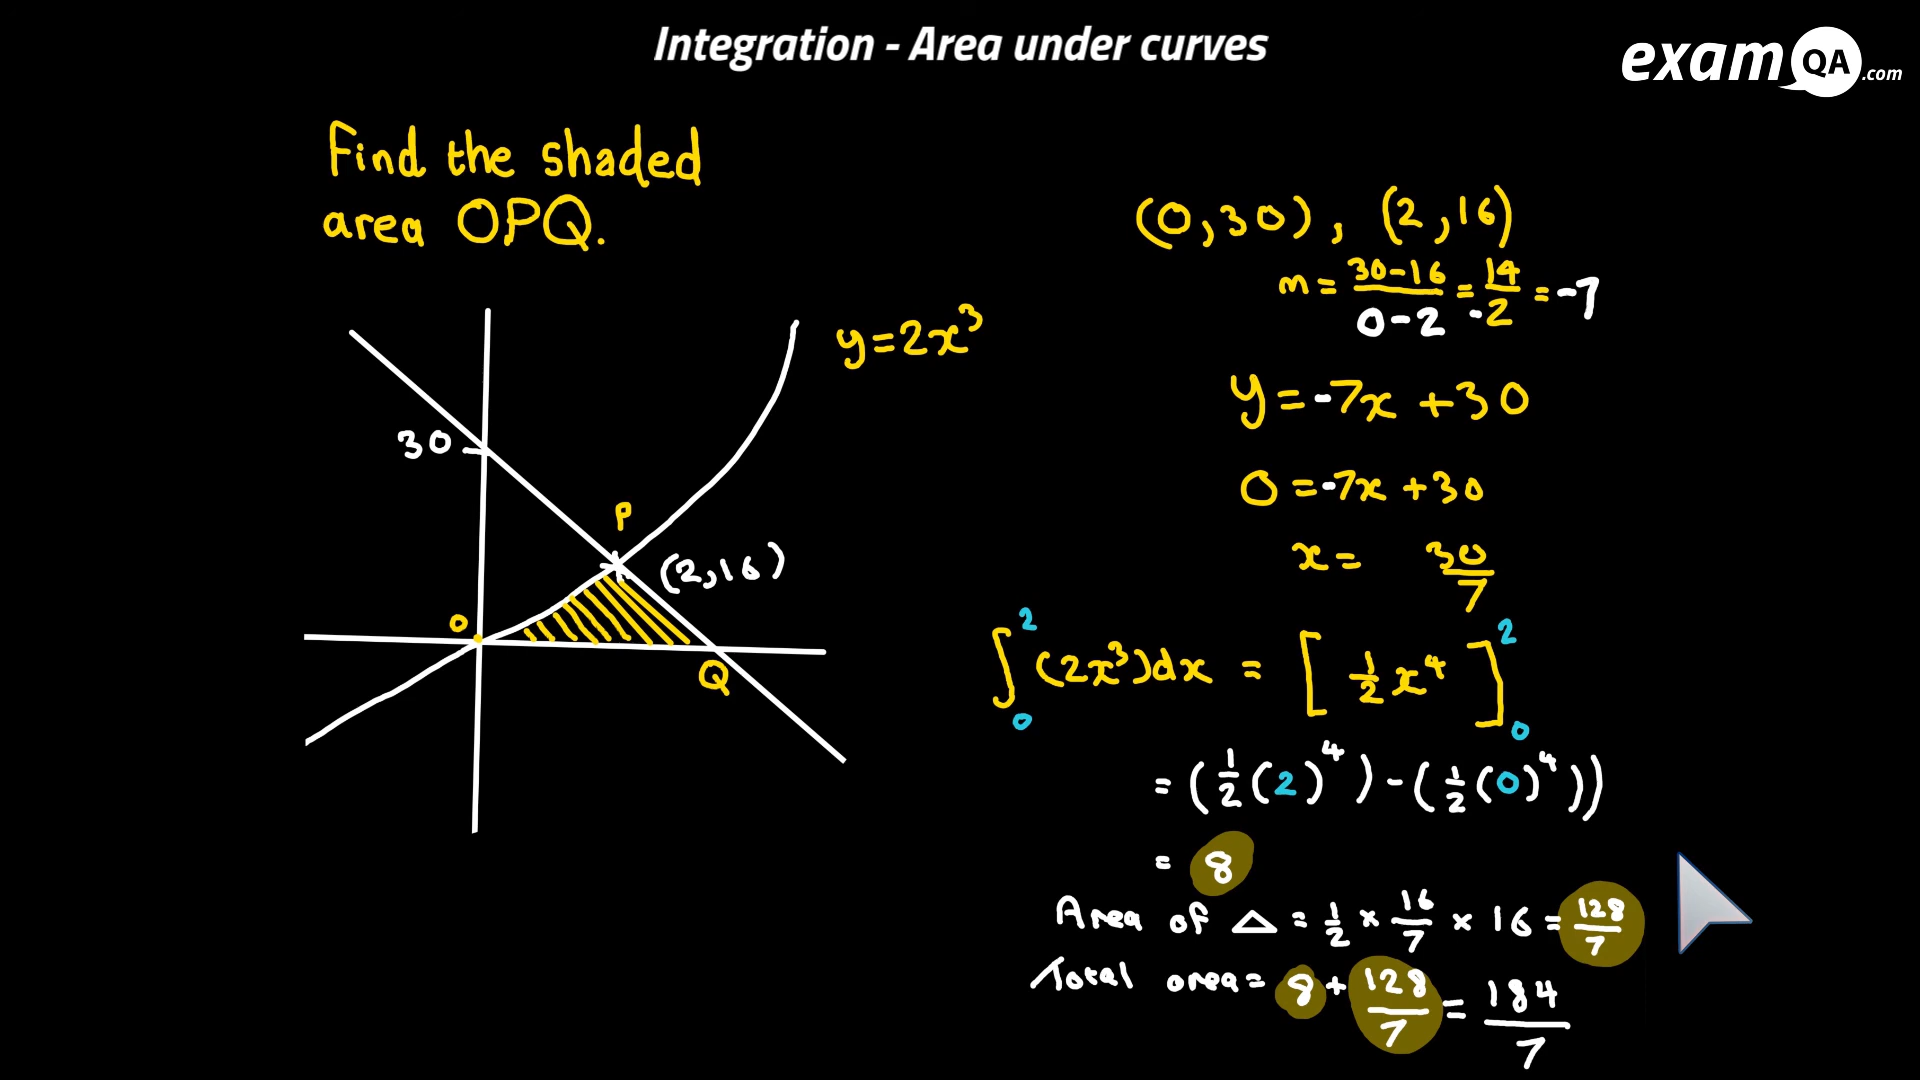 Integration - Area under curves
examQA.com
Find the shaded
area OPQ.
y=2x³
30
P
(2,16)
O
Q
(0,30), (2,16)
m = 30-16/0-2 = 14/-2 = -7
y = -7x + 30
0 = -7x + 30
x = 30/7
∫₀² (2x³)dx = [½x⁴]₀²
= (½(2)⁴) - (½(0)⁴))
= 8
Area of △ = ½ × 16/7 × 16 = 128/7
Total area = 8 + 128/7 = 184/7